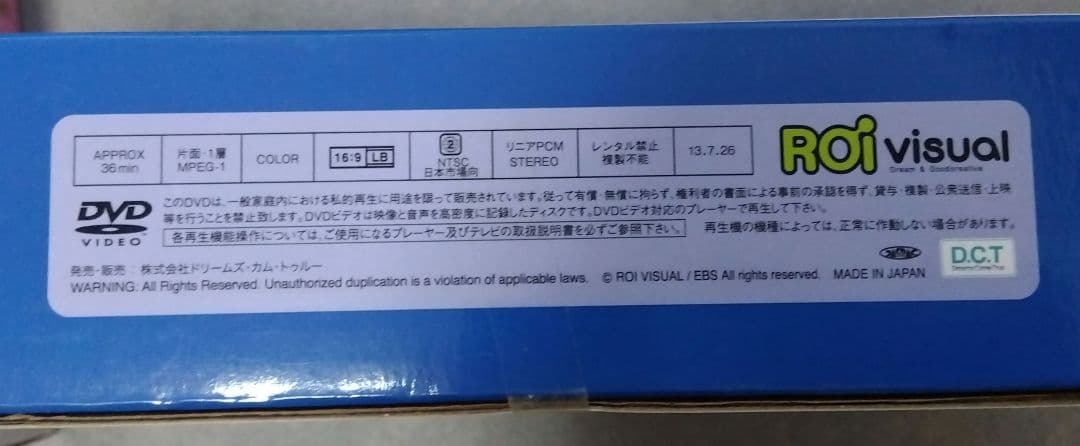 APPROX 36min 片面・1層 MPEG-1 COLOR 16:9 LB 2 NTSC 日本市場向 リニアPCM STEREO レンタル禁止 複製不能 13.7.26
ROi visual
Dream & Goodcreative
DVD VIDEO
このDVDは、一般家庭内における私的再生に用途を限って販売されています。従って有償・無償に拘らず、権利者の書面による事前の承認を得ず、貸与・複製・公衆送信・上映
等を行うことを禁止致します。DVDビデオは映像と音声を高密度に記録したディスクです。DVDビデオ対応のプレーヤーで再生して下さい。
各再生機能操作については、ご使用になるプレーヤー及びテレビの取扱説明書を必ずご参照下さい。 再生機の機種によっては、正常に作動しない場合があります。
発売・販売：株式会社ドリームズ・カム・トゥルー
D.C.T
Dreams Come True
WARNING: All Rights Reserved. Unauthorized duplication is a violation of applicable laws. © ROI VISUAL / EBS All rights reserved. MADE IN JAPAN